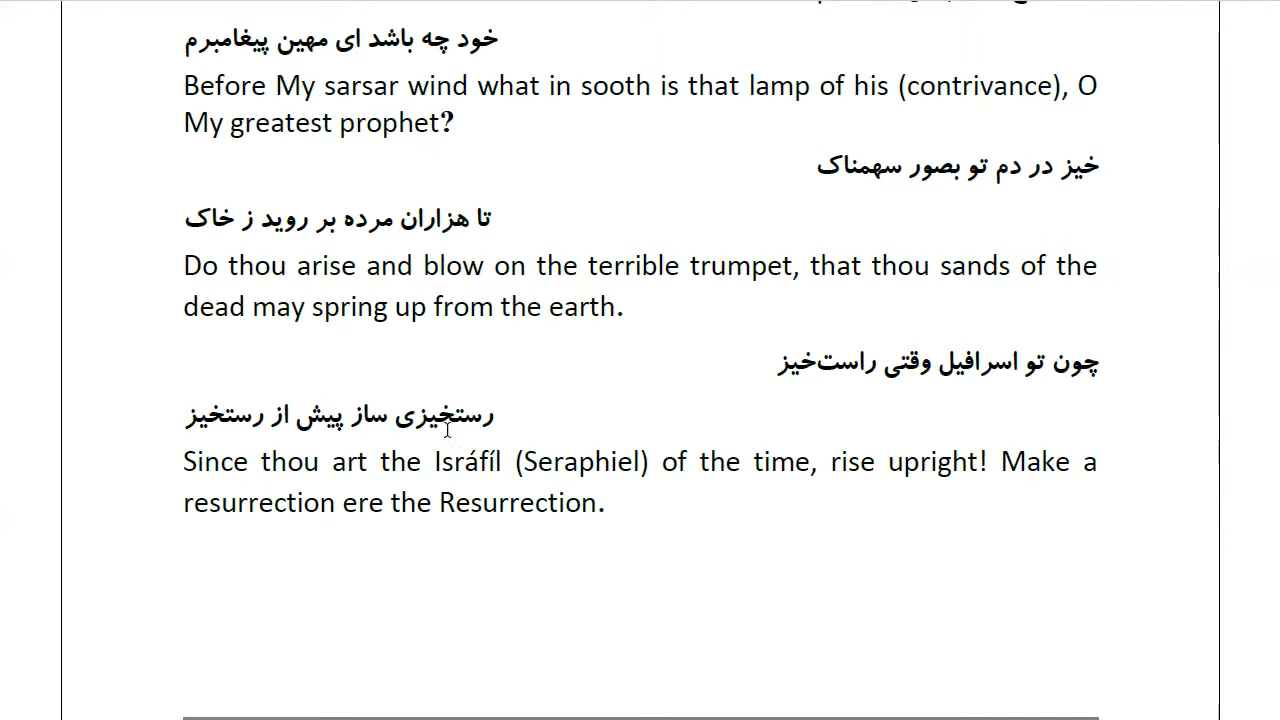 خود چه باشد ای مهین پیغامبرم
Before My sarsar wind what in sooth is that lamp of his (contrivance), O
My greatest prophet?
خیز در دم تو بصور سهمناک
تا هزاران مرده بر روید ز خاک
Do thou arise and blow on the terrible trumpet, that thou sands of the
dead may spring up from the earth.
چون تو اسرافیل وقتی راست‌خیز
رستخیزی ساز پیش از رستخیز
Since thou art the Isráfíl (Seraphiel) of the time, rise upright! Make a
resurrection ere the Resurrection.